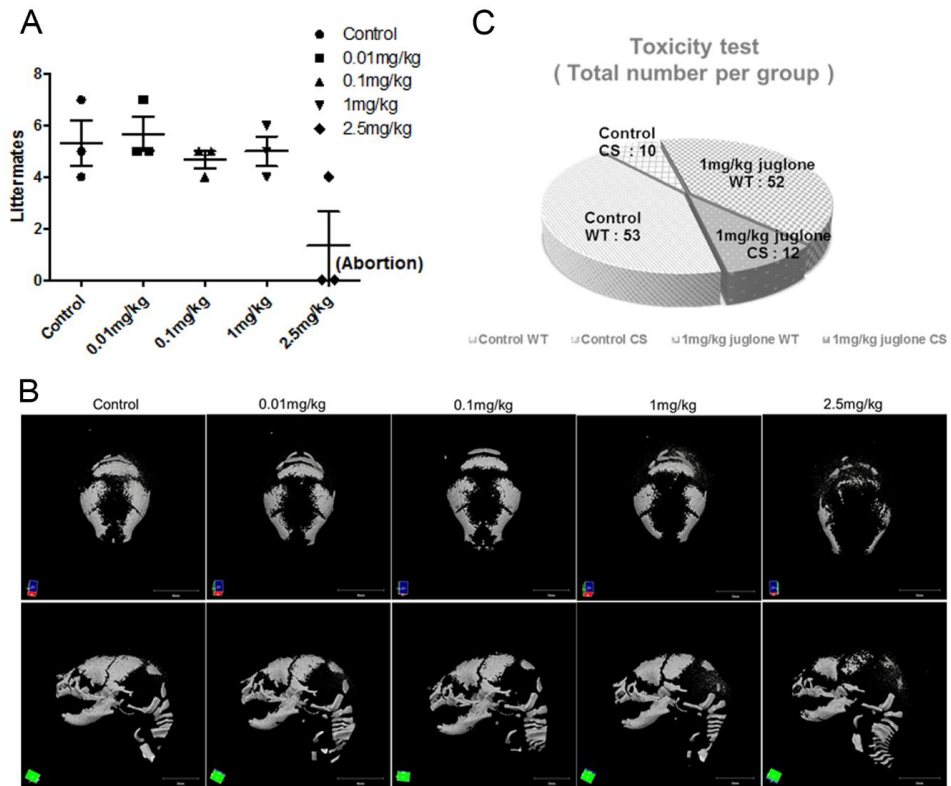 A
Control
0.01mg/kg
0.1mg/kg
1mg/kg
2.5mg/kg
8
6
4
2
0
Littermates
(Abortion)
Control
0.01mg/kg
0.1mg/kg
1mg/kg
2.5mg/kg
C
Toxicity test
( Total number per group )
Control
CS : 10
1mg/kg juglone
WT : 52
Control
WT : 53
1mg/kg juglone
CS : 12
Control WT Control CS 1mg/kg juglone WT 1mg/kg juglone CS
B
Control 0.01mg/kg 0.1mg/kg 1mg/kg 2.5mg/kg